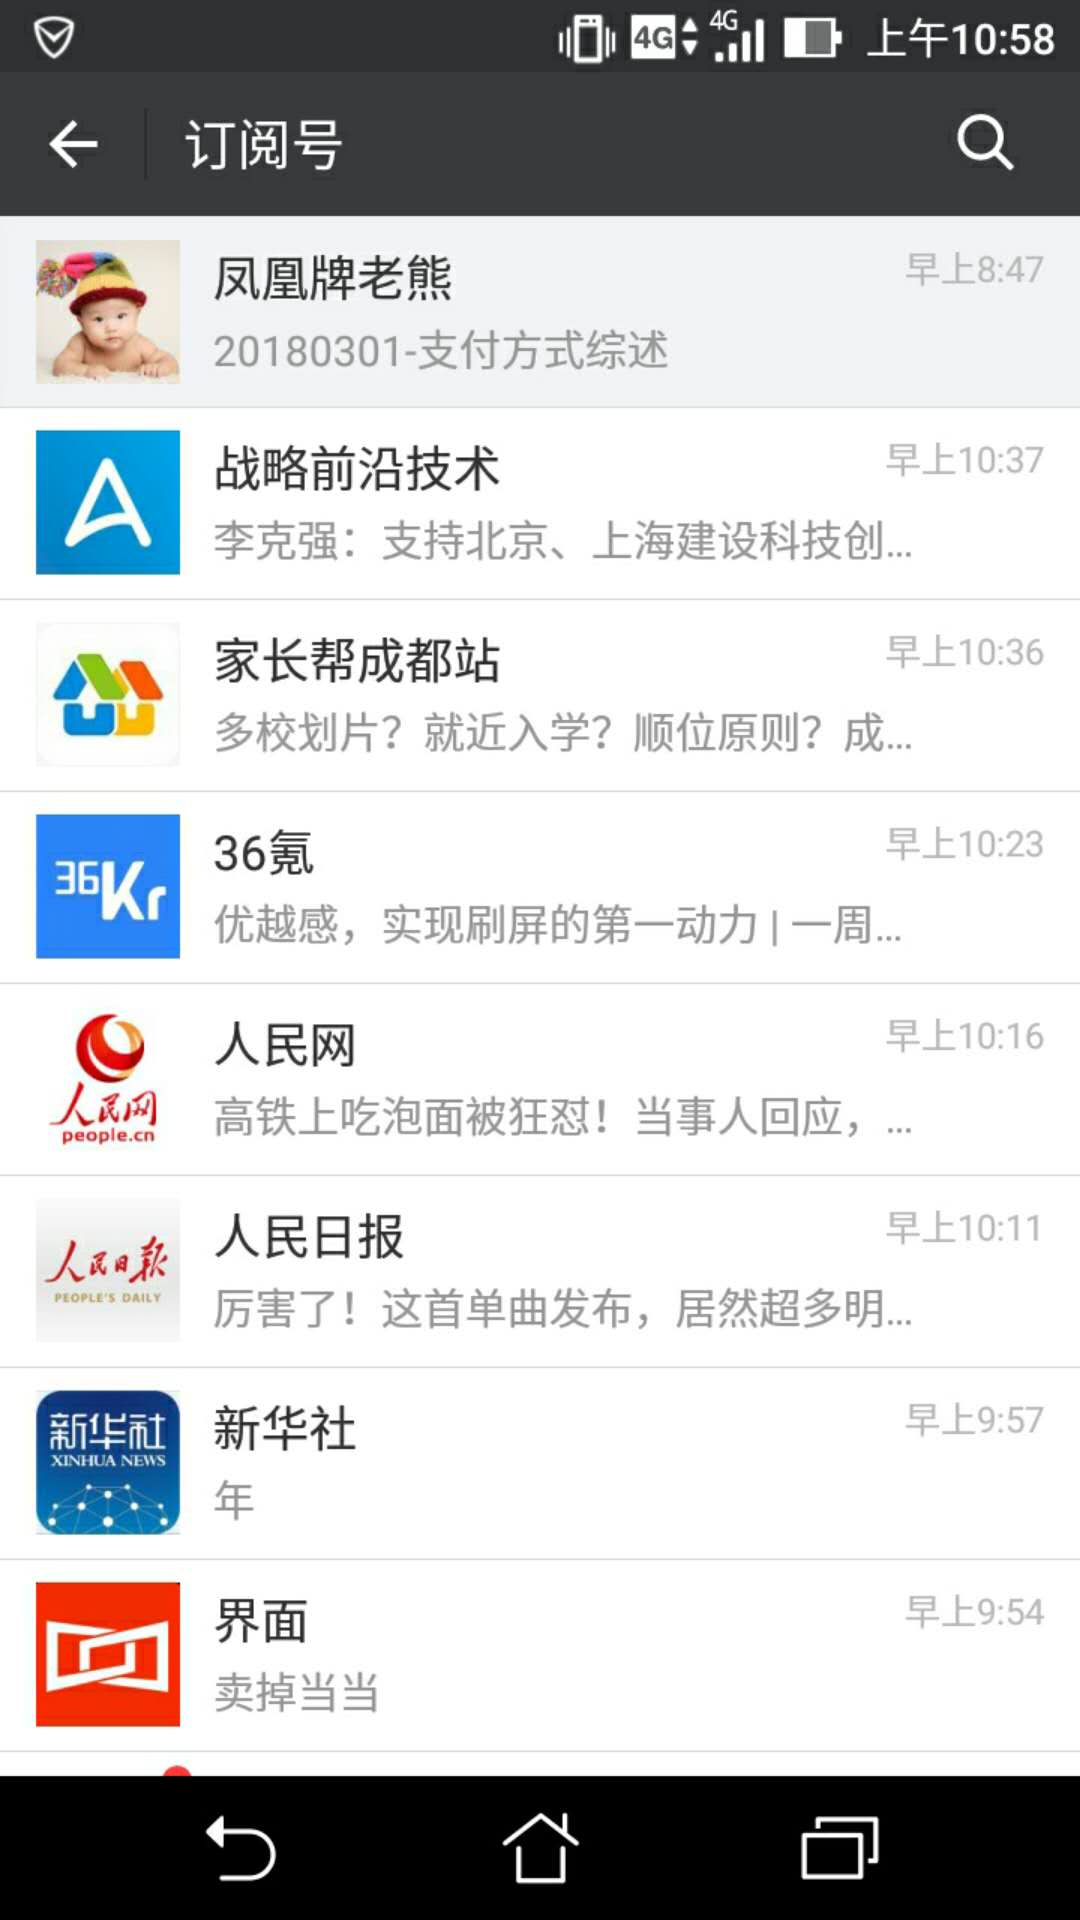 4G 4G 上午10:58
订阅号
凤凰牌老熊 早上8:47
20180301-支付方式综述
战略前沿技术 早上10:37
李克强：支持北京、上海建设科技创...
家长帮成都站 早上10:36
多校划片？就近入学？顺位原则？成...
36Kr
36氪 早上10:23
优越感，实现刷屏的第一动力 | 一周...
人民网 早上10:16
人民网
people.cn
高铁上吃泡面被狂怼！当事人回应，...
人民日报 早上10:11
人民日报
PEOPLE'S DAILY
厉害了！这首单曲发布，居然超多明...
新华社 早上9:57
新华社
XINHUA NEWS
年
界面 早上9:54
卖掉当当